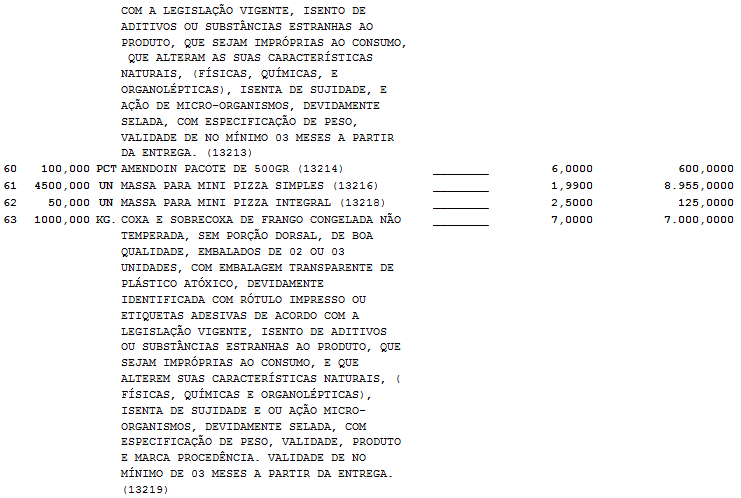 COM A LEGISLAÇÃO VIGENTE, ISENTO DE
ADITIVOS OU SUBSTÂNCIAS ESTRANHAS AO
PRODUTO, QUE SEJAM IMPRÓPRIAS AO CONSUMO,
QUE ALTERAM AS SUAS CARACTERÍSTICAS
NATURAIS, (FÍSICAS, QUÍMICAS, E
ORGANOLÉPTICAS), ISENTA DE SUJIDADE, E
AÇÃO DE MICRO-ORGANISMOS, DEVIDAMENTE
SELADA, COM ESPECIFICAÇÃO DE PESO,
VALIDADE DE NO MÍNIMO 03 MESES A PARTIR
DA ENTREGA. (13213)
60 100,000 PCT AMENDOIN PACOTE DE 500GR (13214) ________ 6,0000 600,0000
61 4500,000 UN MASSA PARA MINI PIZZA SIMPLES (13216) ________ 1,9900 8.955,0000
62 50,000 UN MASSA PARA MINI PIZZA INTEGRAL (13218) ________ 2,5000 125,0000
63 1000,000 KG. COXA E SOBRECOXA DE FRANGO CONGELADA NÃO ________ 7,0000 7.000,0000
TEMPERADA, SEM PORÇÃO DORSAL, DE BOA
QUALIDADE, EMBALADOS DE 02 OU 03
UNIDADES, COM EMBALAGEM TRANSPARENTE DE
PLÁSTICO ATÓXICO, DEVIDAMENTE
IDENTIFICADA COM RÓTULO IMPRESSO OU
ETIQUETAS ADESIVAS DE ACORDO COM A
LEGISLAÇÃO VIGENTE, ISENTO DE ADITIVOS
OU SUBSTÂNCIAS ESTRANHAS AO PRODUTO, QUE
SEJAM IMPRÓPRIAS AO CONSUMO, E QUE
ALTEREM SUAS CARACTERÍSTICAS NATURAIS, (
FÍSICAS, QUÍMICAS E ORGANOLÉPTICAS),
ISENTA DE SUJIDADE E OU AÇÃO MICRO-
ORGANISMOS, DEVIDAMENTE SELADA, COM
ESPECIFICAÇÃO DE PESO, VALIDADE, PRODUTO
E MARCA PROCEDÊNCIA. VALIDADE DE NO
MÍNIMO DE 03 MESES A PARTIR DA ENTREGA.
(13219)